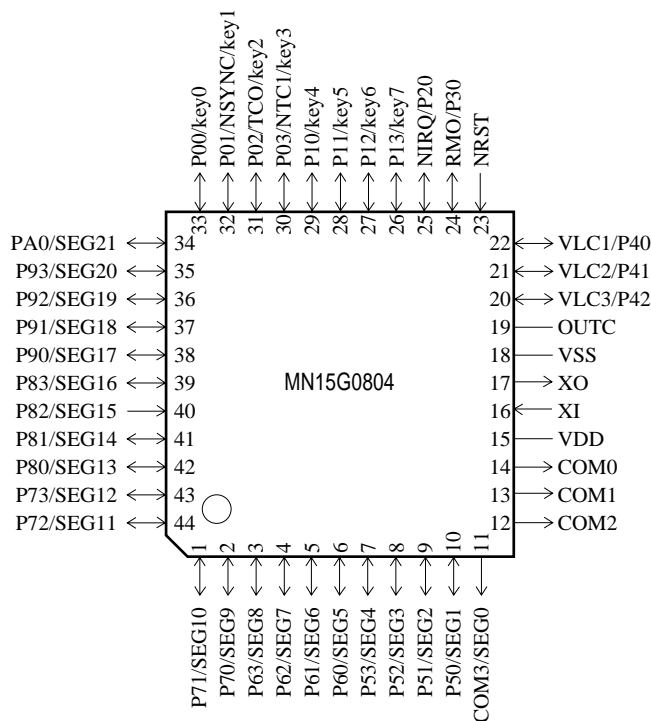 P00/key0
P01/NSYNC/key1
P02/TCO/key2
P03/NTC1/key3
P10/key4
P11/key5
P12/key6
P13/key7
NIRQ/P20
RMO/P30
NRST
33
32
31
30
29
28
27
26
25
24
23
PA0/SEG21 34
P93/SEG20 35
P92/SEG19 36
P91/SEG18 37
P90/SEG17 38
P83/SEG16 39
P82/SEG15 40
P81/SEG14 41
P80/SEG13 42
P73/SEG12 43
P72/SEG11 44
MN15G0804
22 VLC1/P40
21 VLC2/P41
20 VLC3/P42
19 OUTC
18 VSS
17 XO
16 XI
15 VDD
14 COM0
13 COM1
12 COM2
1
2
3
4
5
6
7
8
9
10
11
P71/SEG10
P70/SEG9
P63/SEG8
P62/SEG7
P61/SEG6
P60/SEG5
P53/SEG4
P52/SEG3
P51/SEG2
P50/SEG1
COM3/SEG0